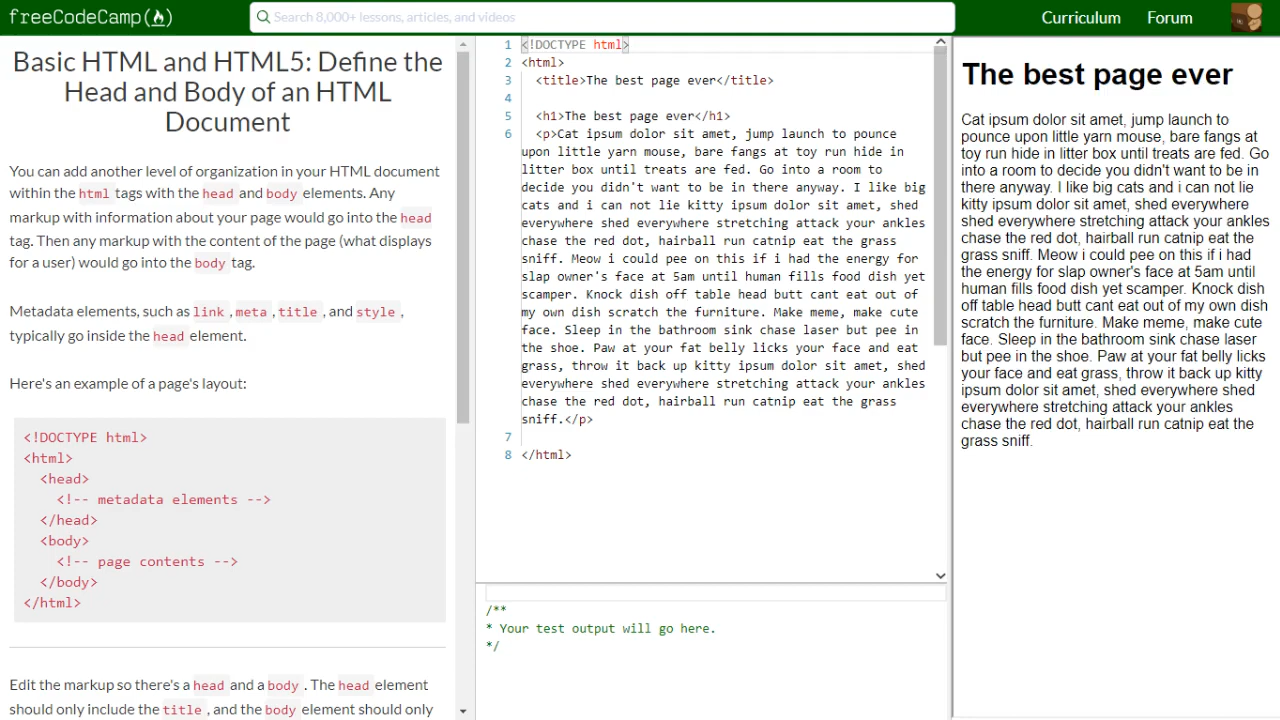 freeCodeCamp
Search 8,000+ lessons, articles, and videos
Curriculum
Forum
Basic HTML and HTML5: Define the
Head and Body of an HTML
Document
You can add another level of organization in your HTML document
within the html tags with the head and body elements. Any
markup with information about your page would go into the head
tag. Then any markup with the content of the page (what displays
for a user) would go into the body tag.
Metadata elements, such as link , meta , title , and style ,
typically go inside the head element.
Here's an example of a page's layout:
<!DOCTYPE html>
<html>
  <head>
    <!-- metadata elements -->
  </head>
  <body>
    <!-- page contents -->
  </body>
</html>
Edit the markup so there's a head and a body . The head element
should only include the title , and the body element should only
1 <!DOCTYPE html>
2 <html>
3   <title>The best page ever</title>
4
5   <h1>The best page ever</h1>
6   <p>Cat ipsum dolor sit amet, jump launch to pounce
upon little yarn mouse, bare fangs at toy run hide in
litter box until treats are fed. Go into a room to
decide you didn't want to be in there anyway. I like big
cats and i can not lie kitty ipsum dolor sit amet, shed
everywhere shed everywhere stretching attack your ankles
chase the red dot, hairball run catnip eat the grass
sniff. Meow i could pee on this if i had the energy for
slap owner's face at 5am until human fills food dish yet
scamper. Knock dish off table head butt cant eat out of
my own dish scratch the furniture. Make meme, make cute
face. Sleep in the bathroom sink chase laser but pee in
the shoe. Paw at your fat belly licks your face and eat
grass, throw it back up kitty ipsum dolor sit amet, shed
everywhere shed everywhere stretching attack your ankles
chase the red dot, hairball run catnip eat the grass
sniff.</p>
7
8 </html>
/**
* Your test output will go here.
*/
The best page ever
Cat ipsum dolor sit amet, jump launch to
pounce upon little yarn mouse, bare fangs at
toy run hide in litter box until treats are fed. Go
into a room to decide you didn't want to be in
there anyway. I like big cats and i can not lie
kitty ipsum dolor sit amet, shed everywhere
shed everywhere stretching attack your ankles
chase the red dot, hairball run catnip eat the
grass sniff. Meow i could pee on this if i had
the energy for slap owner's face at 5am until
human fills food dish yet scamper. Knock dish
off table head butt cant eat out of my own dish
scratch the furniture. Make meme, make cute
face. Sleep in the bathroom sink chase laser
but pee in the shoe. Paw at your fat belly licks
your face and eat grass, throw it back up kitty
ipsum dolor sit amet, shed everywhere shed
everywhere stretching attack your ankles
chase the red dot, hairball run catnip eat the
grass sniff.